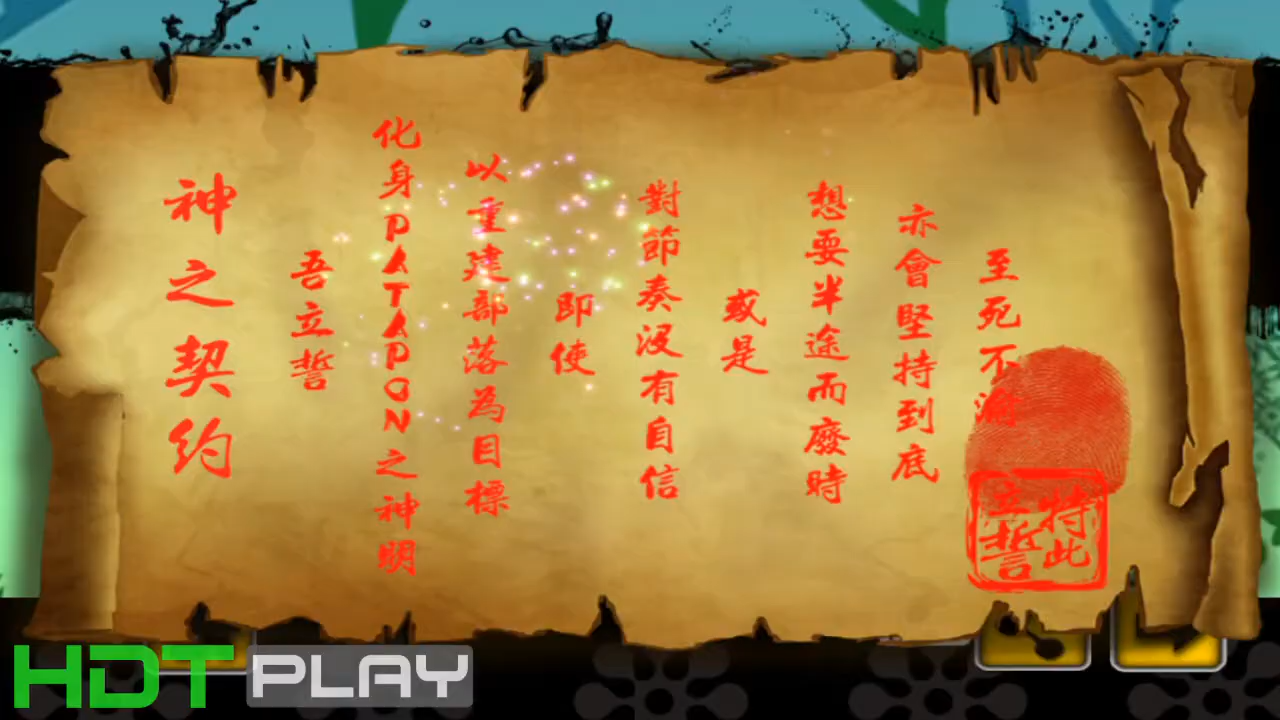 神之契約
吾立誓
化身PATAPON之神明
以重建部落為目標
即使
對節奏沒有自信
或是
想要半途而廢時
亦會堅持到底
至死不渝
特此
立誓
HDT PLAY